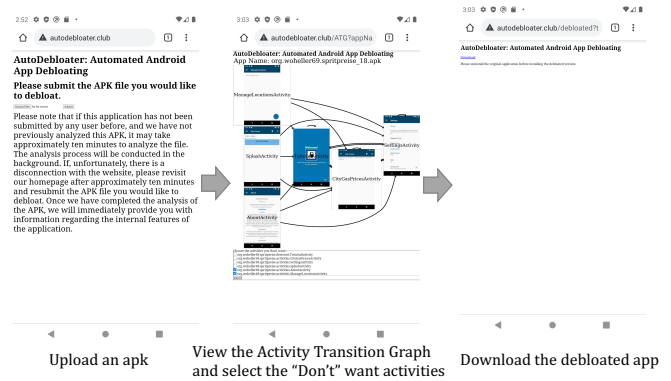 2:52
autodebloater.club
1
AutoDebloater: Automated Android
App Debloating
Please submit the APK file you would like
to debloat.
Please note that if this application has not been
submitted by any user before, and we have not
previously analyzed this APK, it may take
approximately ten minutes to analyze the file.
The analysis process will be conducted in the
background. If, unfortunately, there is a
disconnection with the website, please revisit
our homepage after approximately ten minutes
and resubmit the APK file you would like to
debloat. Once we have completed the analysis of
the APK, we will immediately provide you with
information regarding the internal features of
the application.
Upload an apk
3:03
autodebloater.club/ATG?appNa
1
AutoDebloater: Automated Android App Debloating
App Name: org.woheller69.spritpreise_18.apk
ManageLocationsActivity
SettingsActivity
SplashActivity
CityGasPricesActivity
AboutActivity
View the Activity Transition Graph
and select the “Don’t” want activities
3:03
autodebloater.club/debloated?t
1
AutoDebloater: Automated Android App Debloating
Download
Please uninstall the original application before installing the debloated version.
Download the debloated app